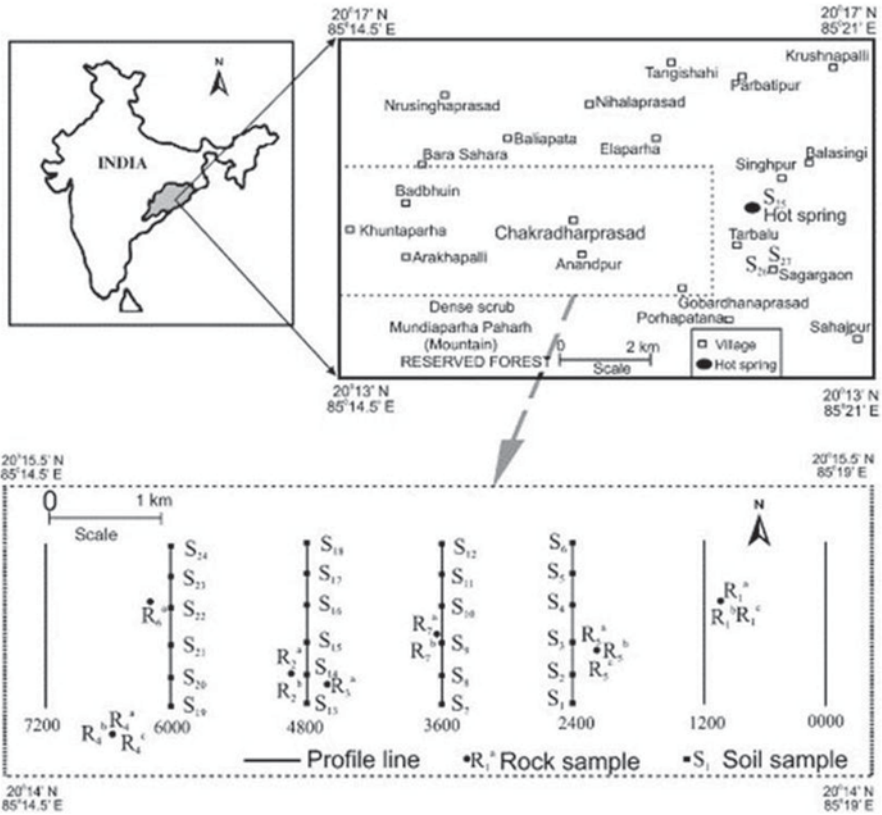 20°17' N
85°14.5' E
20°17' N
85°21' E
N
INDIA
Krushnapalli
Tangishahi
Parbatipur
Nrusinghaprasad
Nihalaprasad
Baliapata
Elaparha
Bara Sahara
Balasingi
Singhpur
Badbhuin
S25
Hot spring
Khuntaparha
Chakradharprasad
Tarbalu
Arakhapalli
Anandpur
S26
S27
Sagargaon
Gobardhanaprasad
Dense scrub
Porhapatana
Mundiaparha Paharh
(Mountain)
Sahajpur
RESERVED FOREST
0 2 km
Scale
Village
Hot spring
20°13' N
85°14.5' E
20°13' N
85°21' E
20°15.5' N
85°14.5' E
20°15.5' N
85°19' E
0 1 km
Scale
N
S24
S23
S22
S21
S20
S19
R6a
S18
S17
S16
S15
S14
S13
R2a
R2b
R3a
S12
S11
S10
S9
S8
S7
R7a
R7b
S6
S5
S4
S3
S2
S1
R5a
R5b
R5c
R1a
R1b R1c
7200
6000
4800
3600
2400
1200
0000
R4a
R4b
R4c
Profile line
R1a Rock sample
S1 Soil sample
20°14' N
85°14.5' E
20°14' N
85°19' E